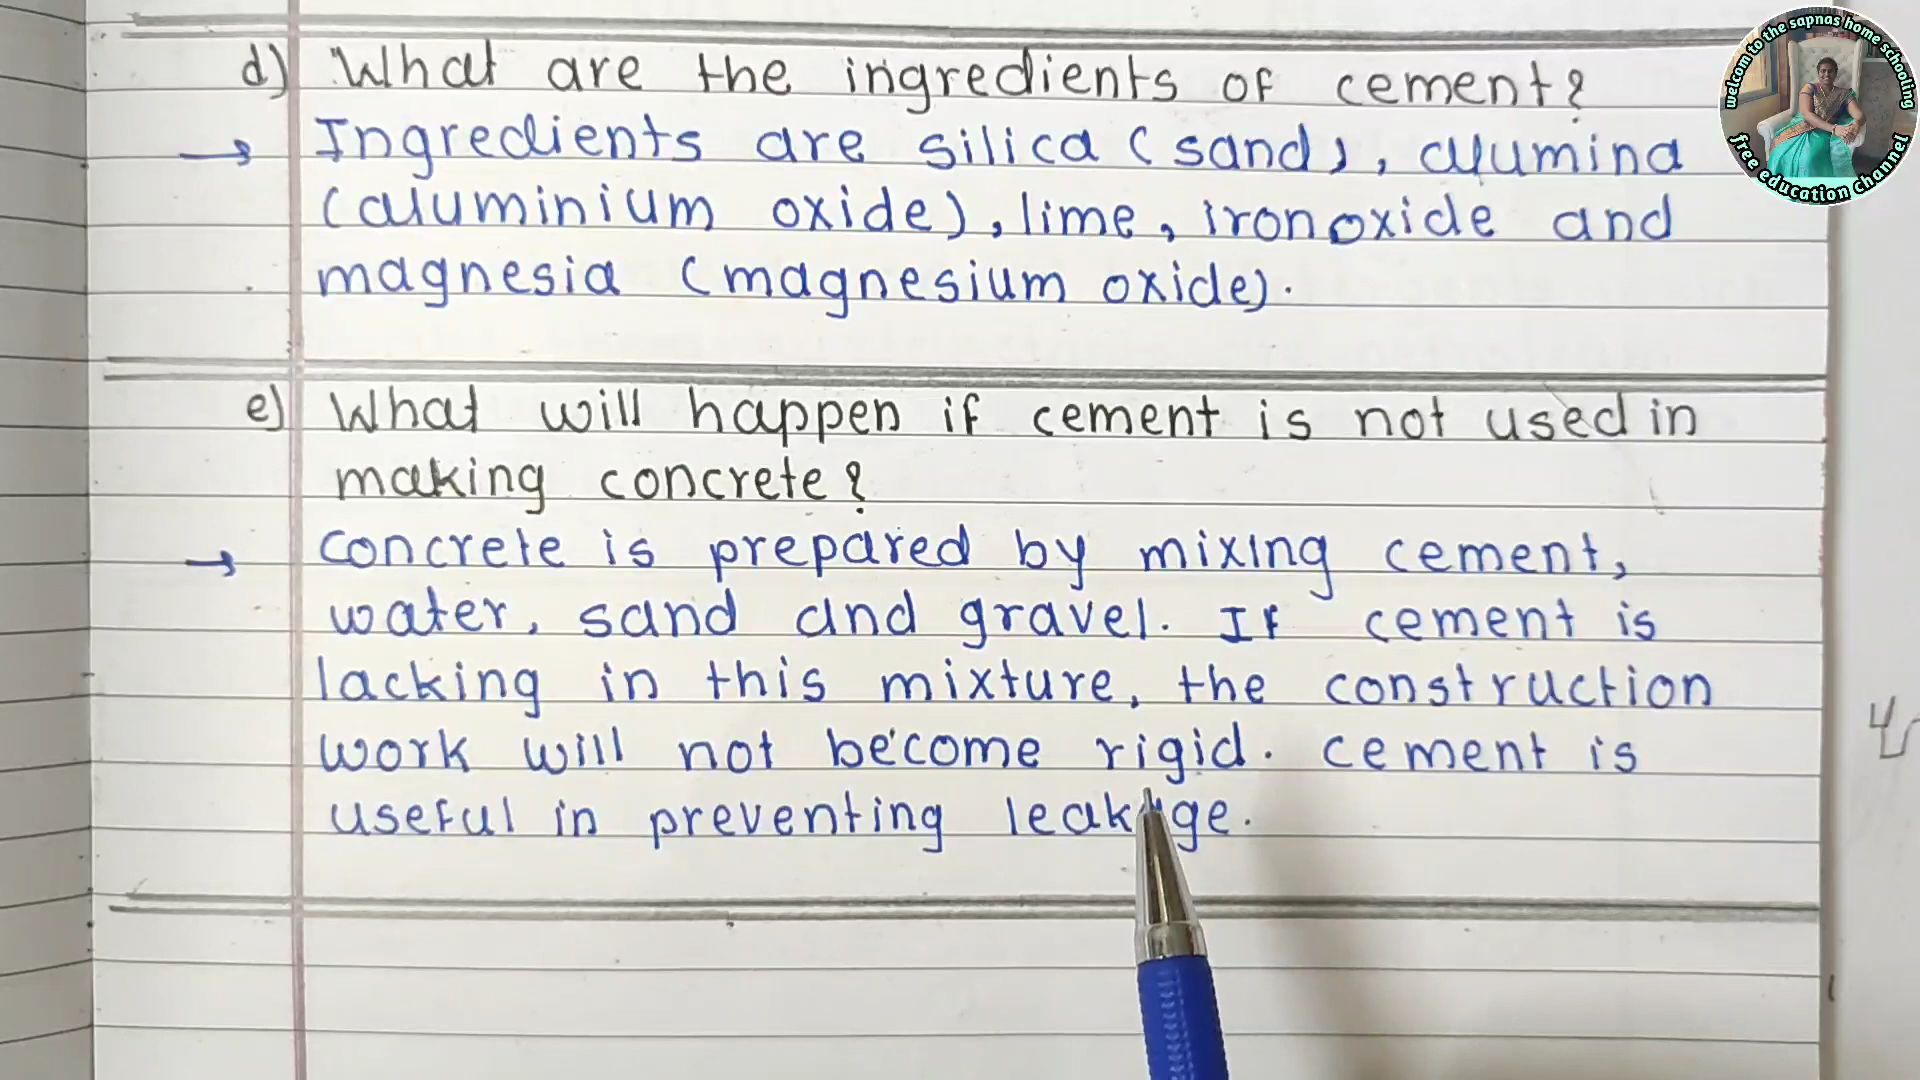 d) What are the ingredients of cement?
→ Ingredients are silica (sand), alumina
(aluminium oxide), lime, iron oxide and
magnesia (magnesium oxide).
e) What will happen if cement is not used in
making concrete?
→ concrete is prepared by mixing cement,
water, sand and gravel. If cement is
lacking in this mixture, the construction
work will not become rigid. cement is
useful in preventing leakage.
welcom to the sapnas home schooling
free education channel